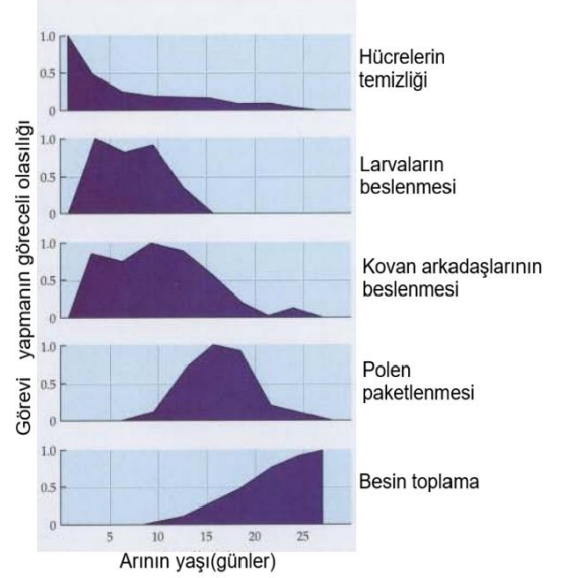 1.0
0.5
0
Hücrelerin
temizliği
1.0
0.5
0
Larvaların
beslenmesi
1.0
0.5
0
Kovan arkadaşlarının
beslenmesi
1.0
0.5
0
Polen
paketlenmesi
1.0
0.5
0
Besin toplama
5 10 15 20 25
Arının yaşı(günler)
Görevi yapmanın göreceli olasılığı